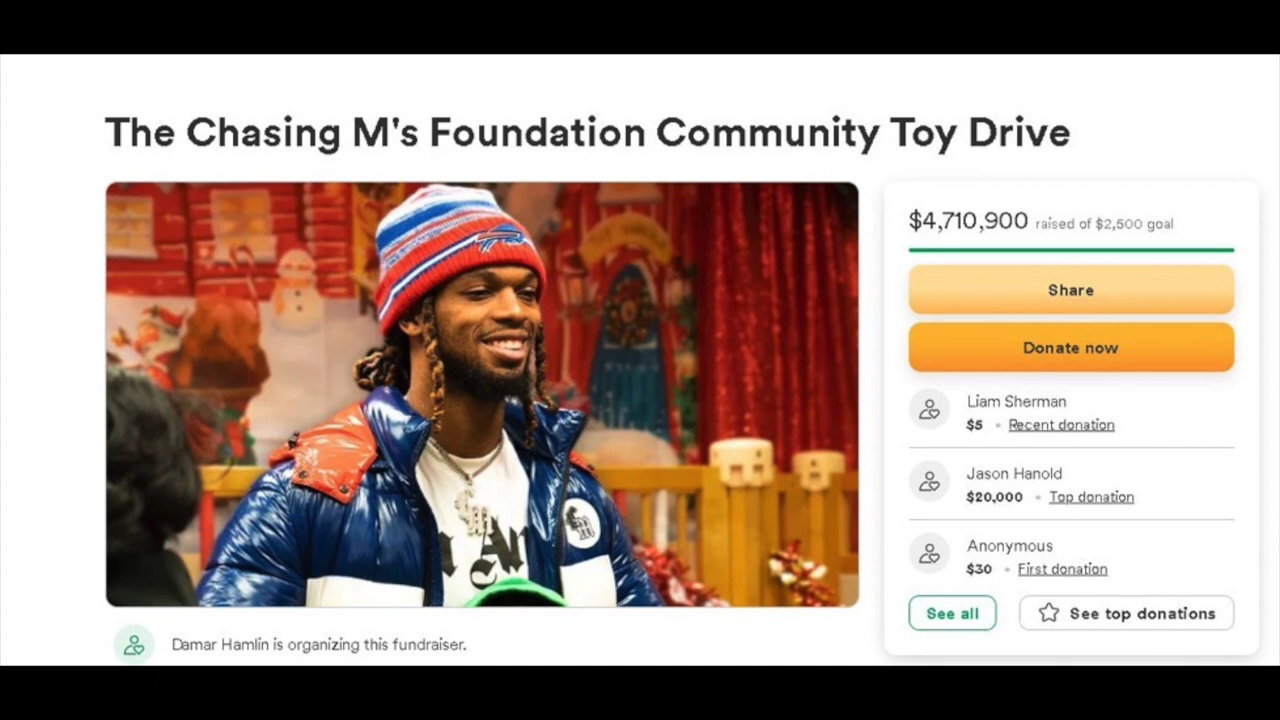 The Chasing M's Foundation Community Toy Drive
$4,710,900 raised of $2,500 goal
Share
Donate now
Liam Sherman
$5 • Recent donation
Jason Hanold
$20,000 • Top donation
Anonymous
$30 • First donation
See all
See top donations
Damar Hamlin is organizing this fundraiser.